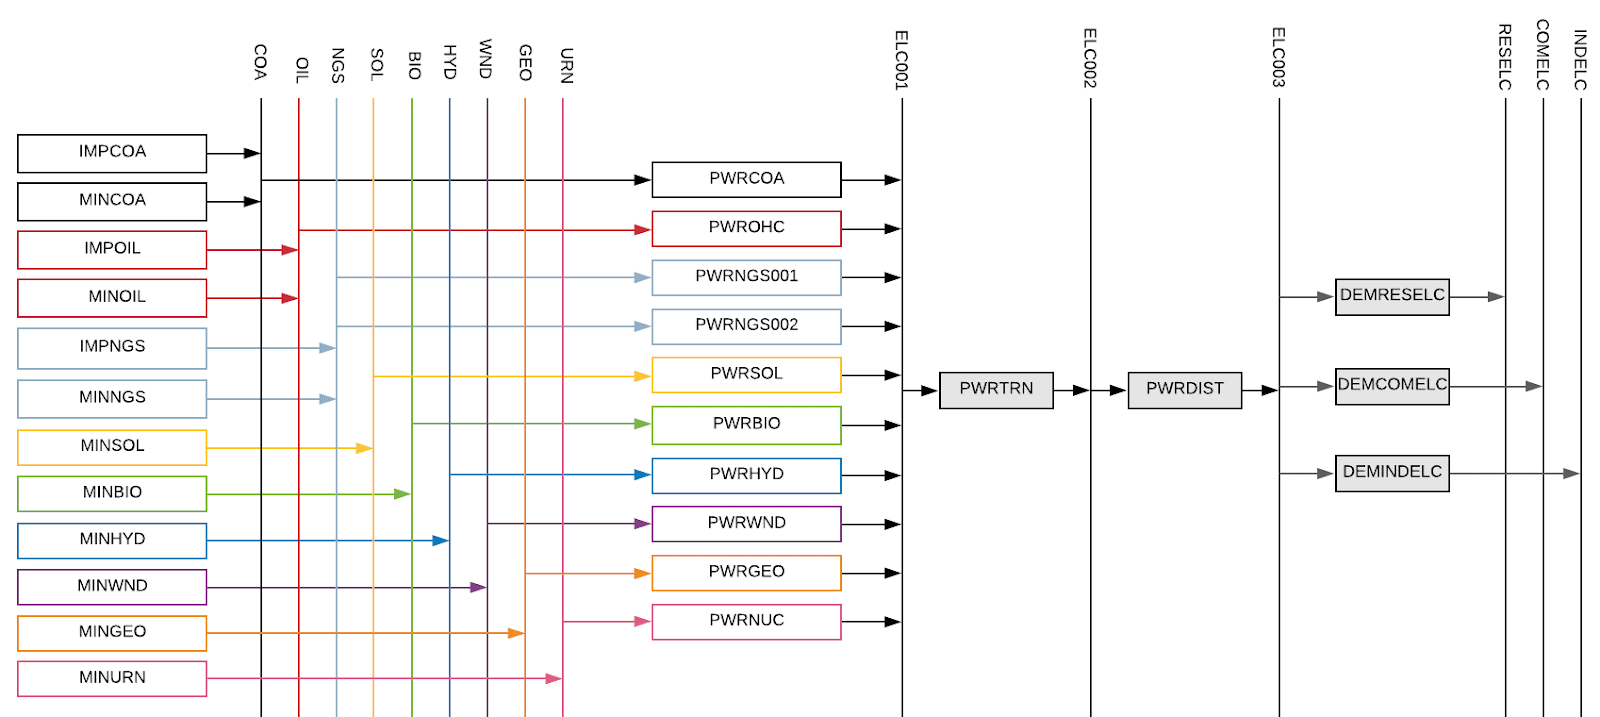 COA
OIL
NGS
SOL
BIO
HYD
WND
GEO
URN
ELC001
ELC002
ELC003
RESELC
COMELC
INDELC
IMPCOA
MINCOA
IMPOIL
MINOIL
IMPNGS
MINNGS
MINSOL
MINBIO
MINHYD
MINWND
MINGEO
MINURN
PWRCOA
PWROHC
PWRNGS001
PWRNGS002
PWRSOL
PWRBIO
PWRHYD
PWRWND
PWRGEO
PWRNUC
PWRTRN
PWRDIST
DEMRESELC
DEMCOMELC
DEMINDELC